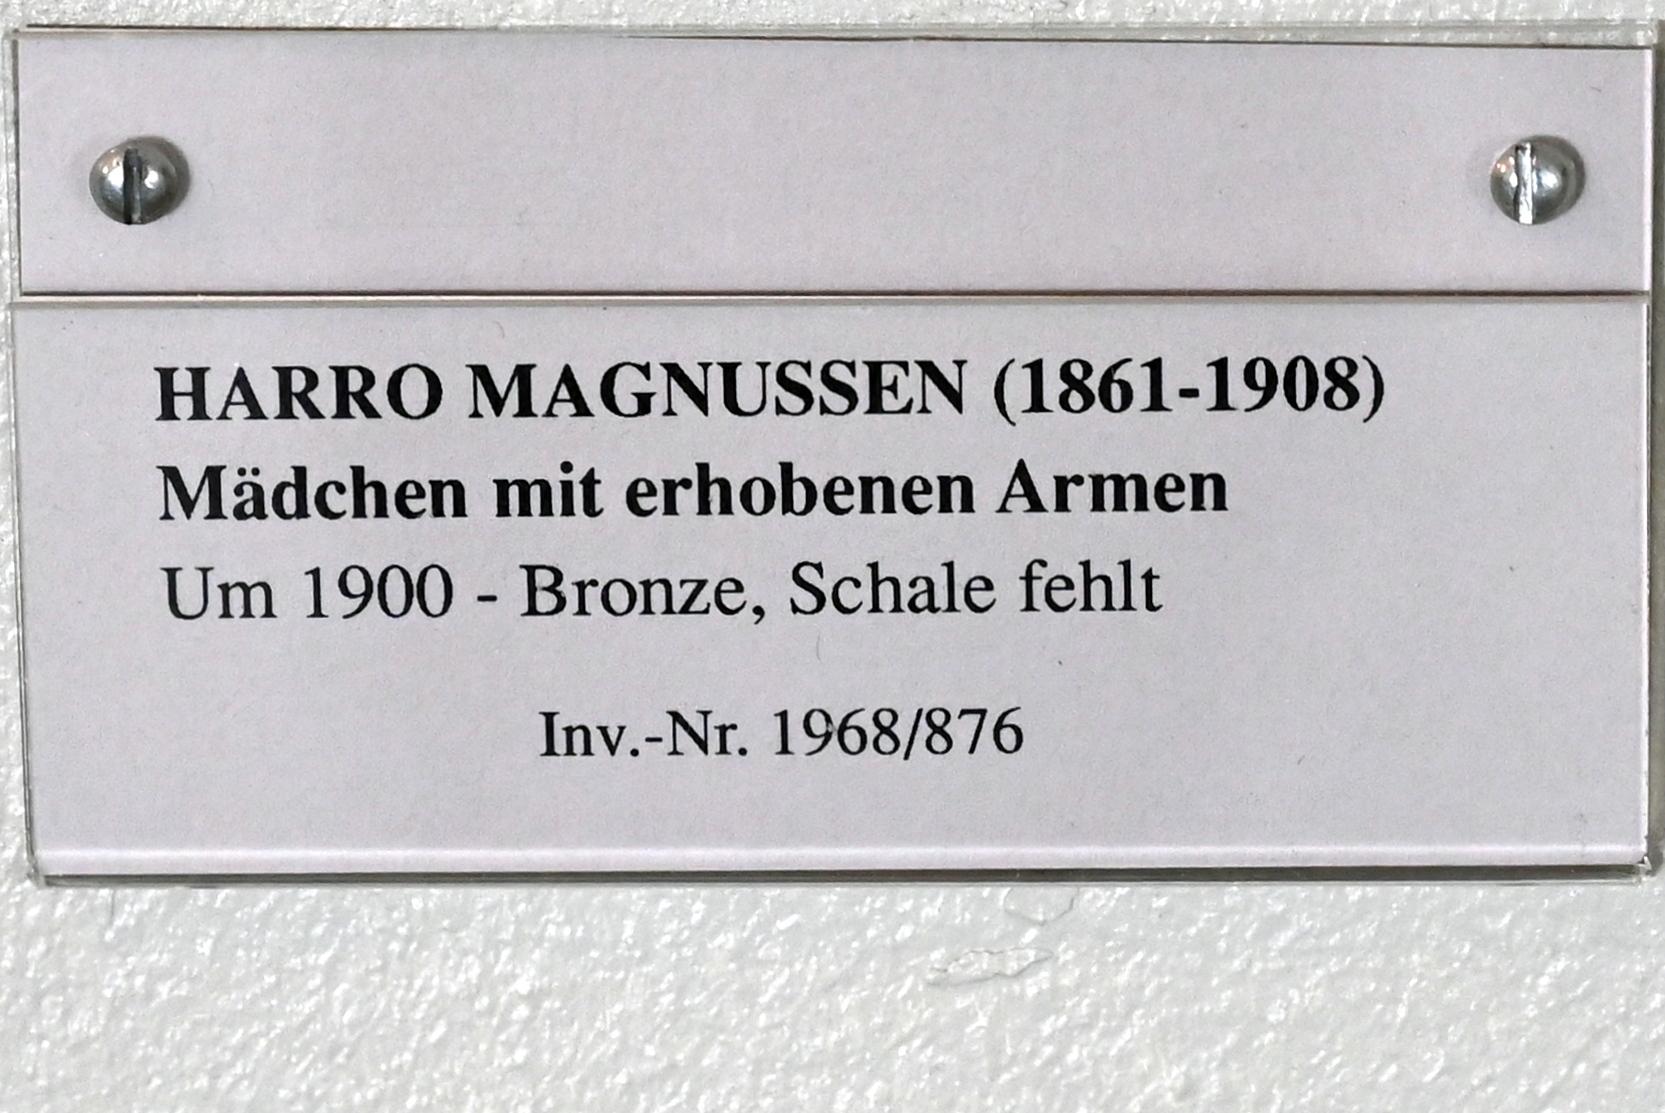 HARRO MAGNUSSEN (1861-1908)
Mädchen mit erhobenen Armen
Um 1900 - Bronze, Schale fehlt
Inv.-Nr. 1968/876